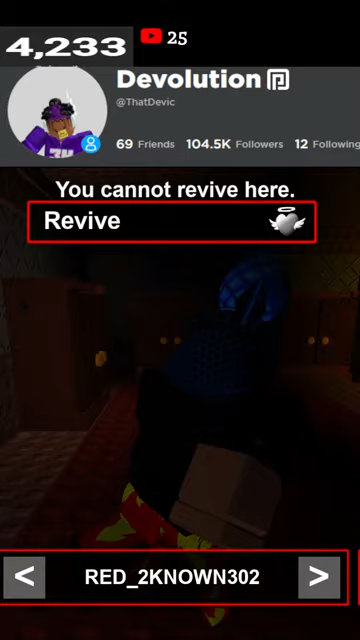 4,233
25
Devolution
@ThatDevic
69 Friends 104.5K Followers 12 Following
You cannot revive here.
Revive
< RED_2KNOWN302 >